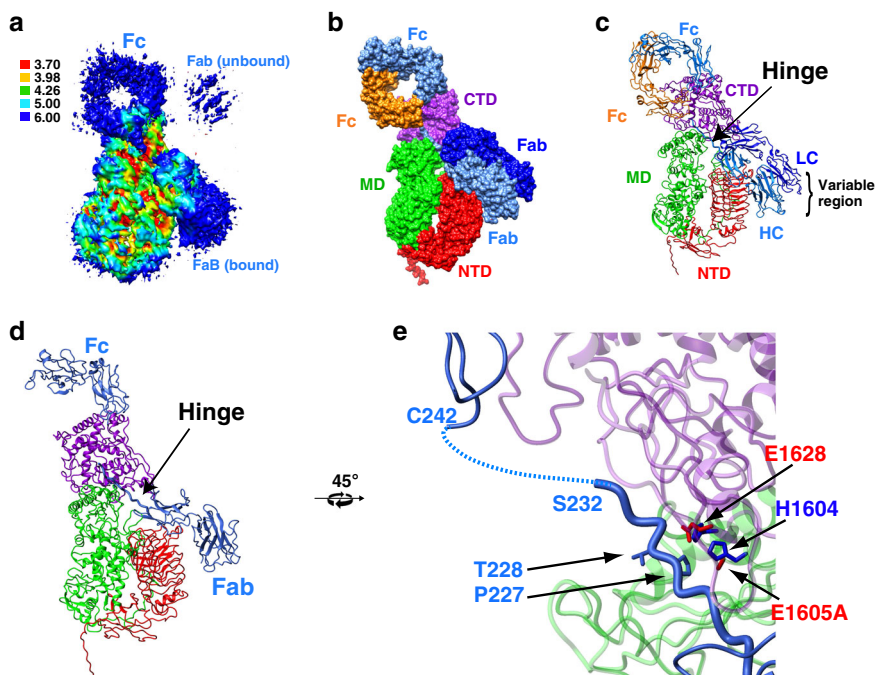 a
Fc
Fab (unbound)
3.70
3.98
4.26
5.00
6.00
FaB (bound)
b
Fc
CTD
Fc
Fab
MD
Fab
NTD
c
Fc
Hinge
CTD
Fc
LC
MD
Variable
region
HC
NTD
d
Fc
Hinge
Fab
45°
e
C242
E1628
S232
H1604
T228
P227
E1605A